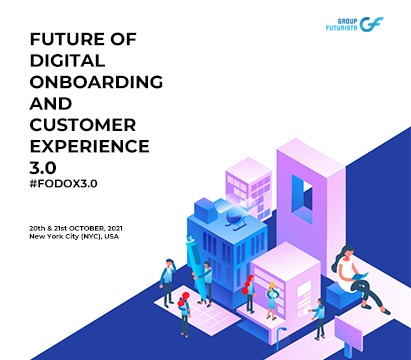 GROUP
FUTURISTA
FUTURE OF
DIGITAL
ONBOARDING
AND
CUSTOMER
EXPERIENCE
3.0
#FODOX3.0
20th & 21st OCTOBER, 2021
New York City (NYC), USA